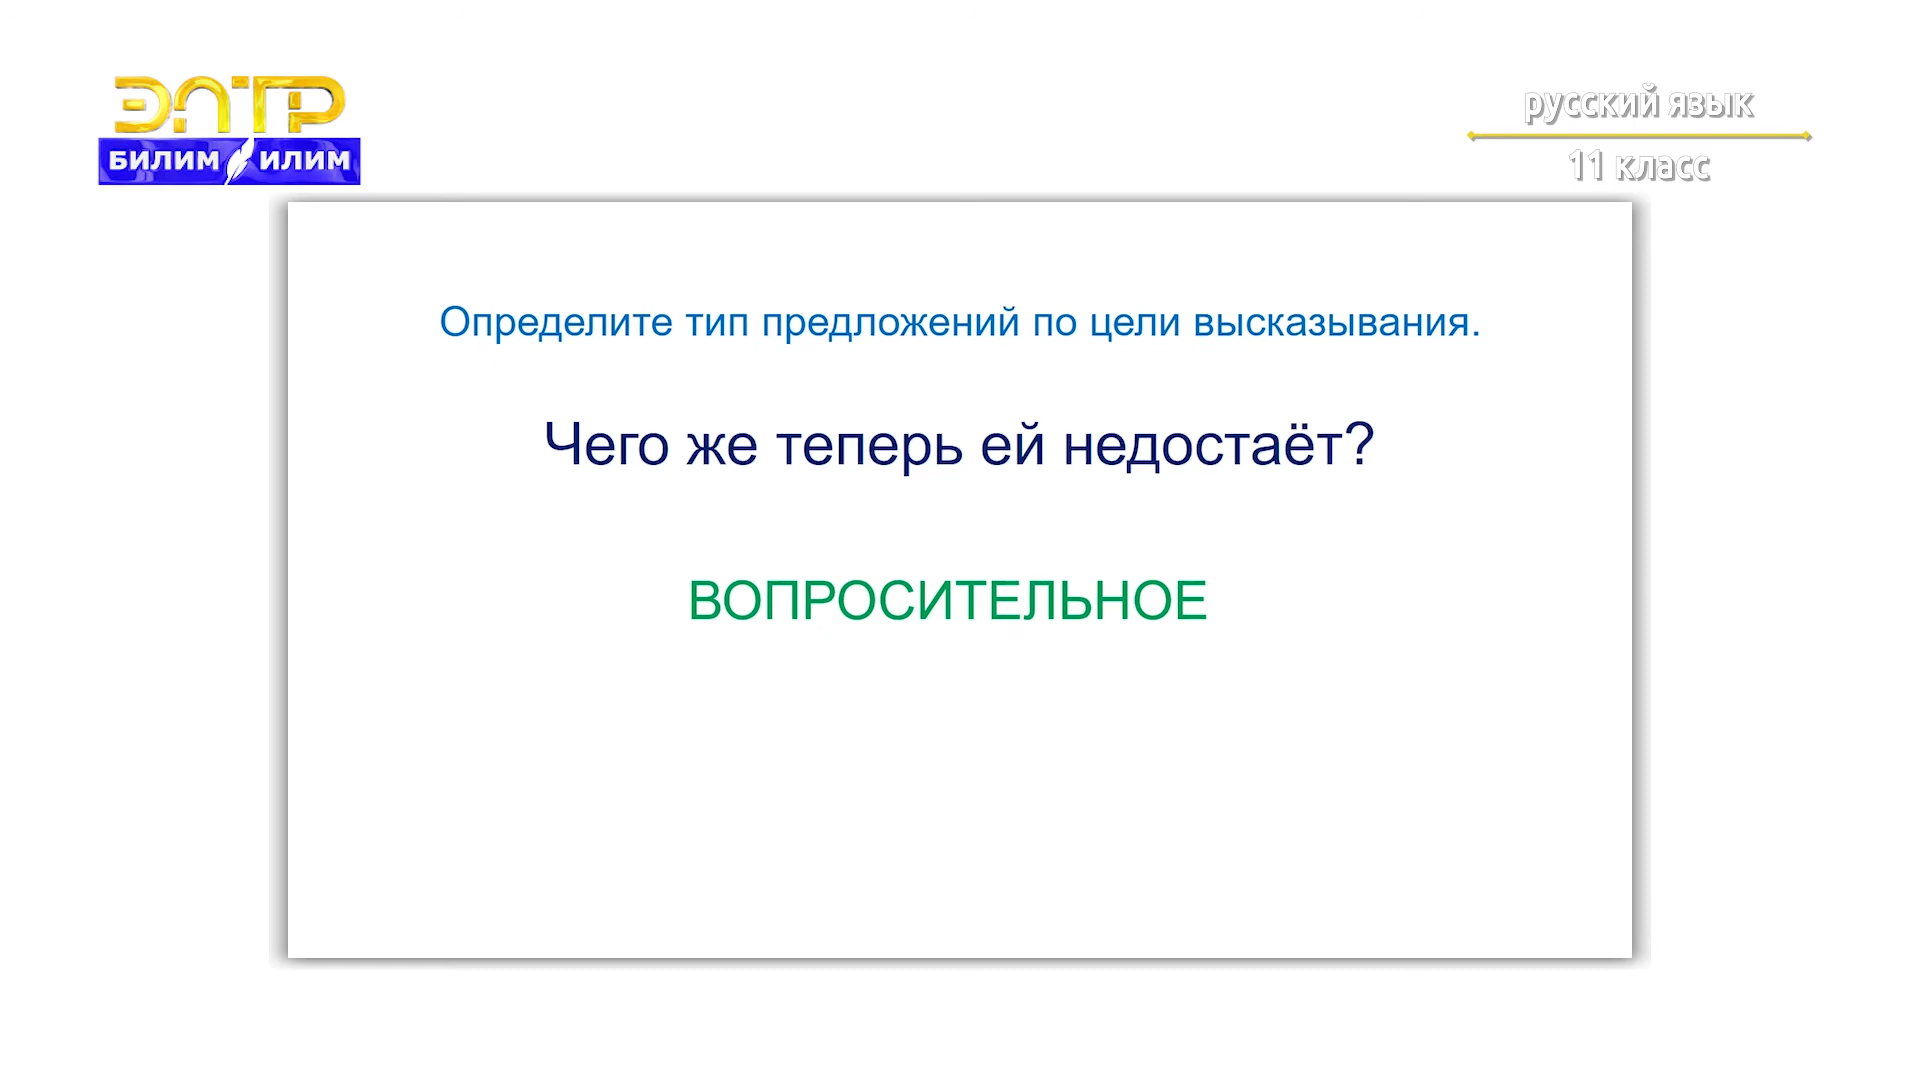 ЭЛТР
БИЛИМ ИЛИМ
русский язык
11 класс
Определите тип предложений по цели высказывания.
Чего же теперь ей недостаёт?
ВОПРОСИТЕЛЬНОЕ